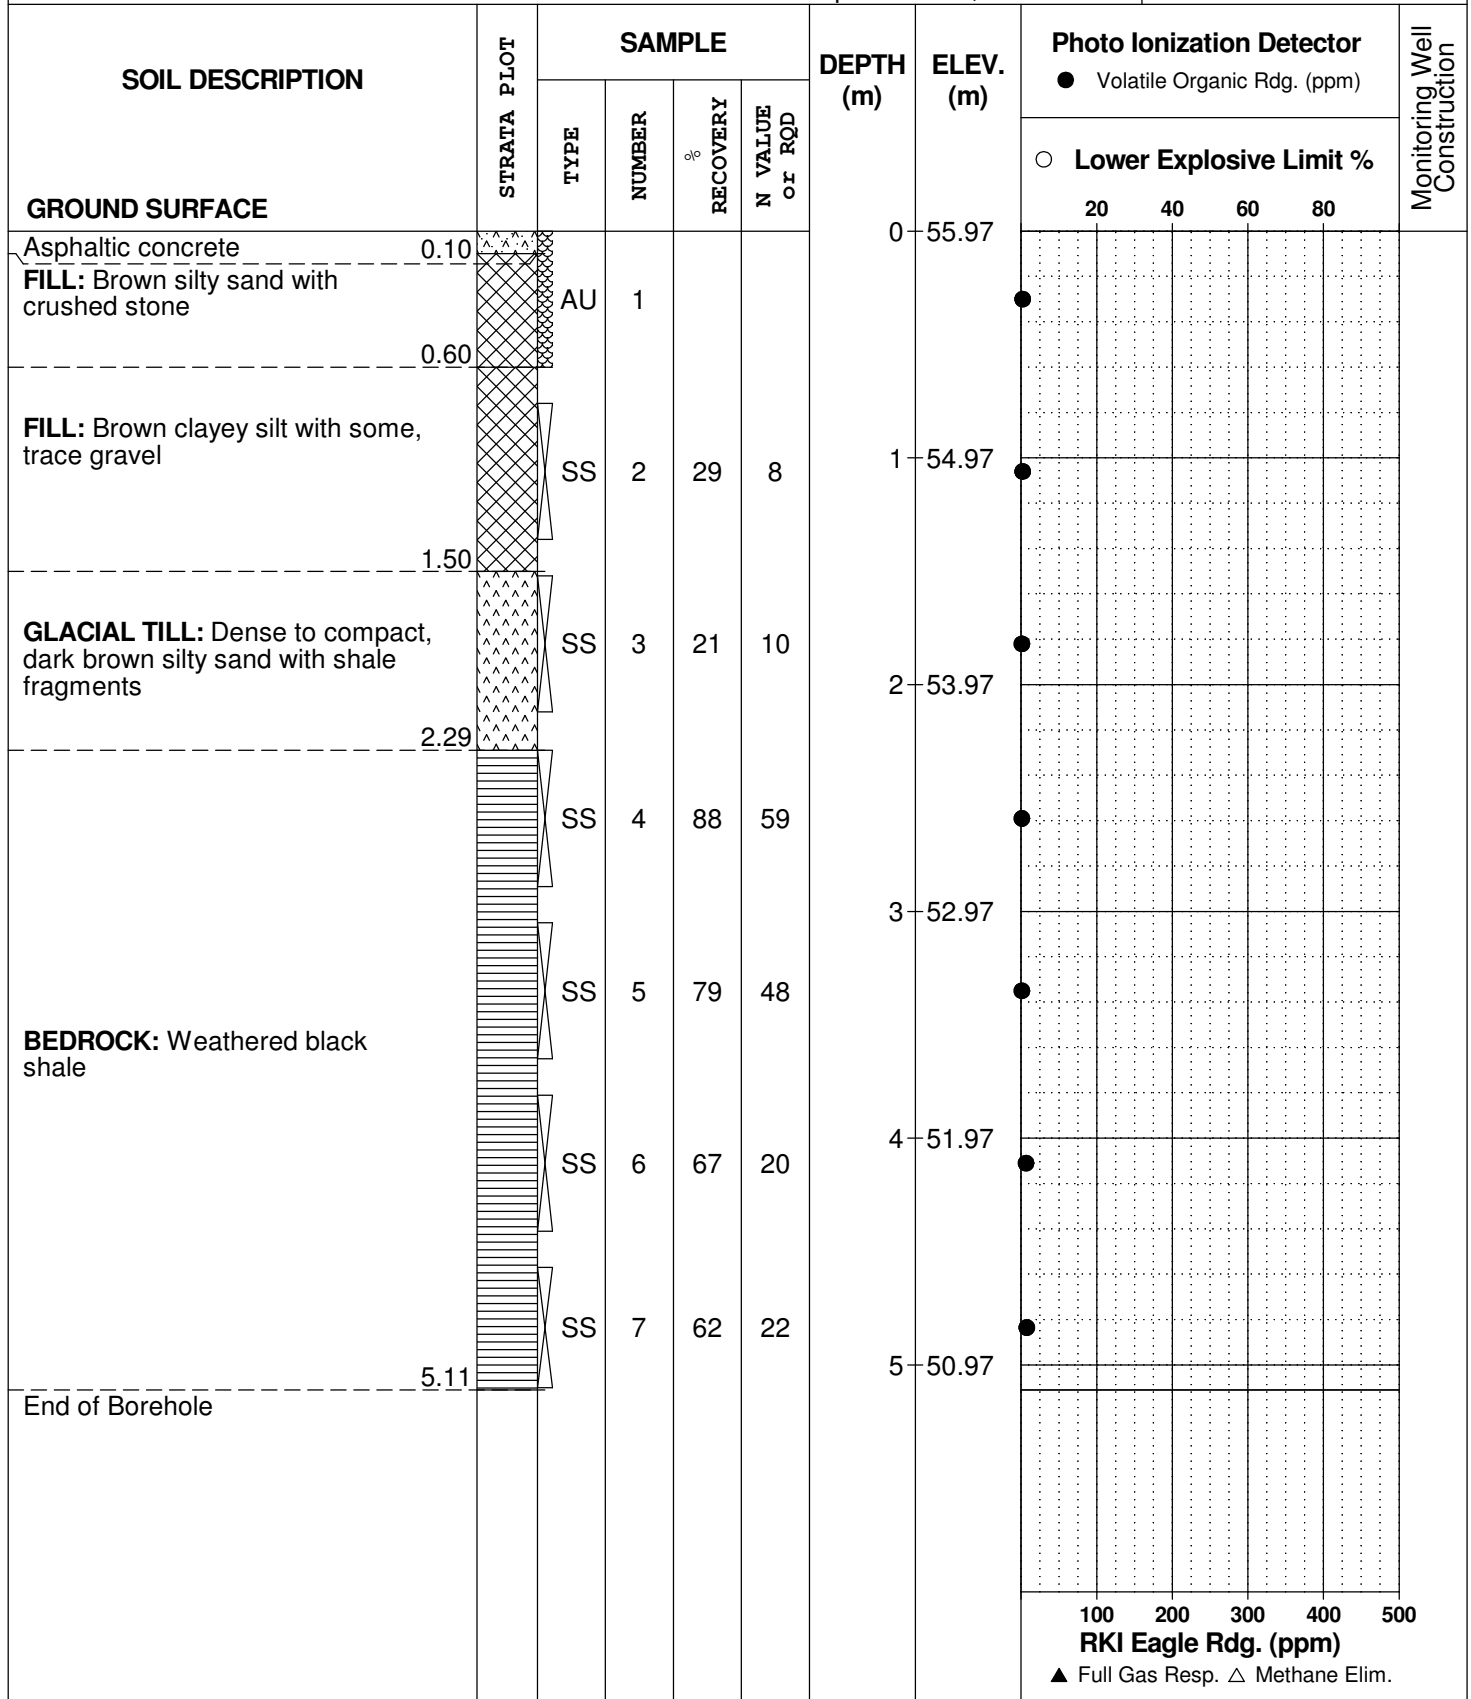 SOIL DESCRIPTION
GROUND SURFACE
STRATA PLOT
SAMPLE
TYPE
NUMBER
%
RECOVERY
N VALUE
or RQD
DEPTH
(m)
ELEV.
(m)
Photo Ionization Detector
● Volatile Organic Rdg. (ppm)
○ Lower Explosive Limit %
20 40 60 80
Monitoring Well
Construction
0 55.97
Asphaltic concrete 0.10
FILL: Brown silty sand with
crushed stone
AU 1
0.60
FILL: Brown clayey silt with some,
trace gravel
1 54.97
SS 2 29 8
1.50
GLACIAL TILL: Dense to compact,
dark brown silty sand with shale
fragments
SS 3 21 10
2 53.97
2.29
SS 4 88 59
3 52.97
SS 5 79 48
BEDROCK: Weathered black
shale
4 51.97
SS 6 67 20
SS 7 62 22
5 50.97
5.11
End of Borehole
100 200 300 400 500
RKI Eagle Rdg. (ppm)
▲ Full Gas Resp. △ Methane Elim.